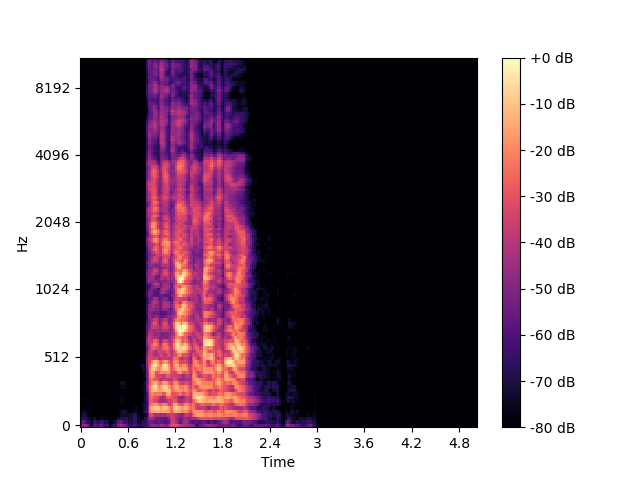 8192
4096
2048
1024
512
0
Hz
0 0.6 1.2 1.8 2.4 3 3.6 4.2 4.8
Time
+0 dB
-10 dB
-20 dB
-30 dB
-40 dB
-50 dB
-60 dB
-70 dB
-80 dB